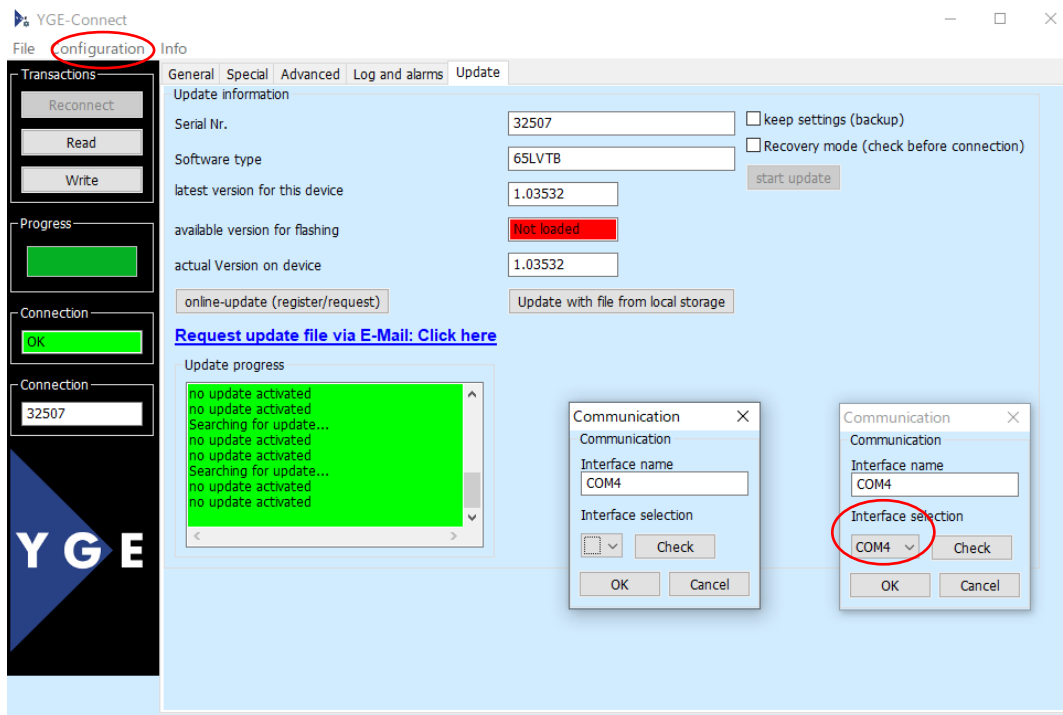 YGE-Connect
File Configuration Info
Transactions
Reconnect
Read
Write
Progress
Connection
OK
Connection
32507
YGE
General Special Advanced Log and alarms Update
Update information
Serial Nr. 32507
Software type 65LVTB
latest version for this device 1.03532
available version for flashing Not loaded
actual Version on device 1.03532
keep settings (backup)
Recovery mode (check before connection)
start update
online-update (register/request) Update with file from local storage
Request update file via E-Mail: Click here
Update progress
no update activated
no update activated
Searching for update...
no update activated
no update activated
Searching for update...
no update activated
no update activated
Communication
Communication
Interface name
COM4
Interface selection
Check
OK Cancel
Communication
Communication
Interface name
COM4
Interface selection
COM4 Check
OK Cancel